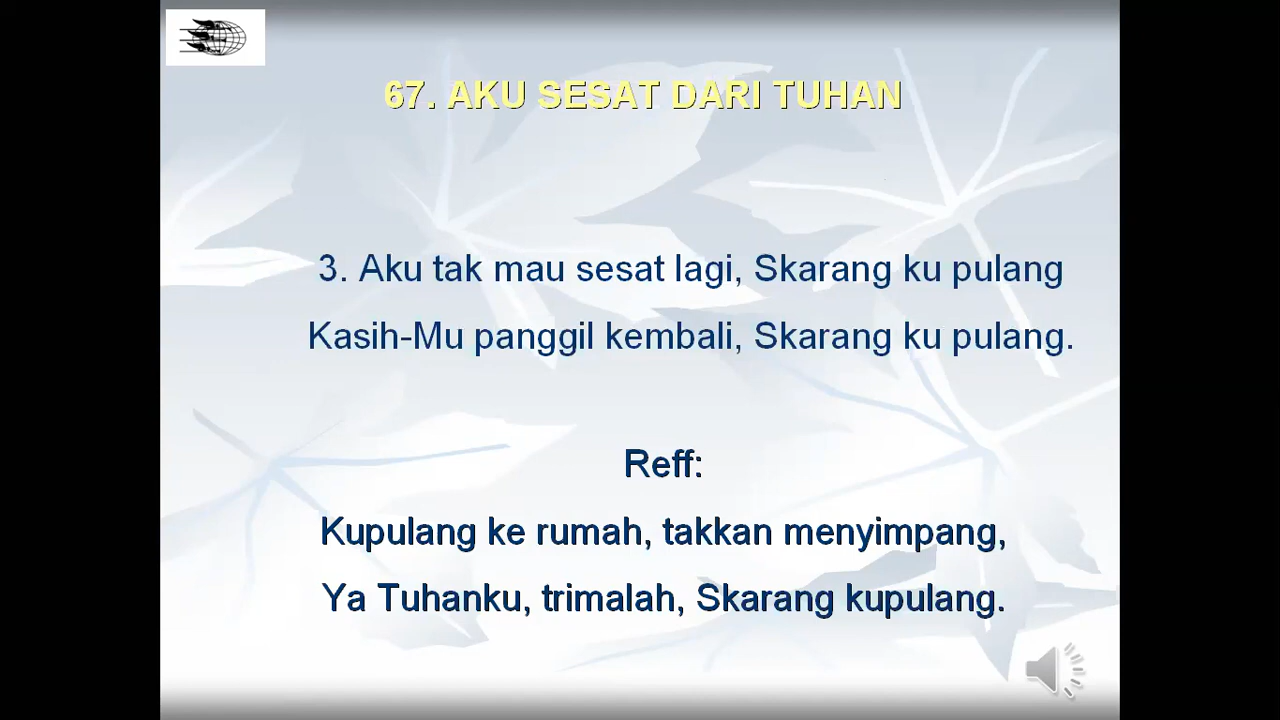 67. AKU SESAT DARI TUHAN
3. Aku tak mau sesat lagi, Skarang ku pulang
Kasih-Mu panggil kembali, Skarang ku pulang.
Reff:
Kupulang ke rumah, takkan menyimpang,
Ya Tuhanku, trimalah, Skarang kupulang.